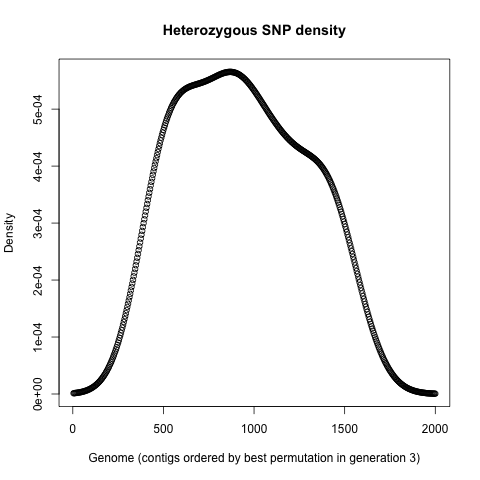 Heterozygous SNP density
Density
5e-04
4e-04
3e-04
2e-04
1e-04
0e+00
0 500 1000 1500 2000
Genome (contigs ordered by best permutation in generation 3)